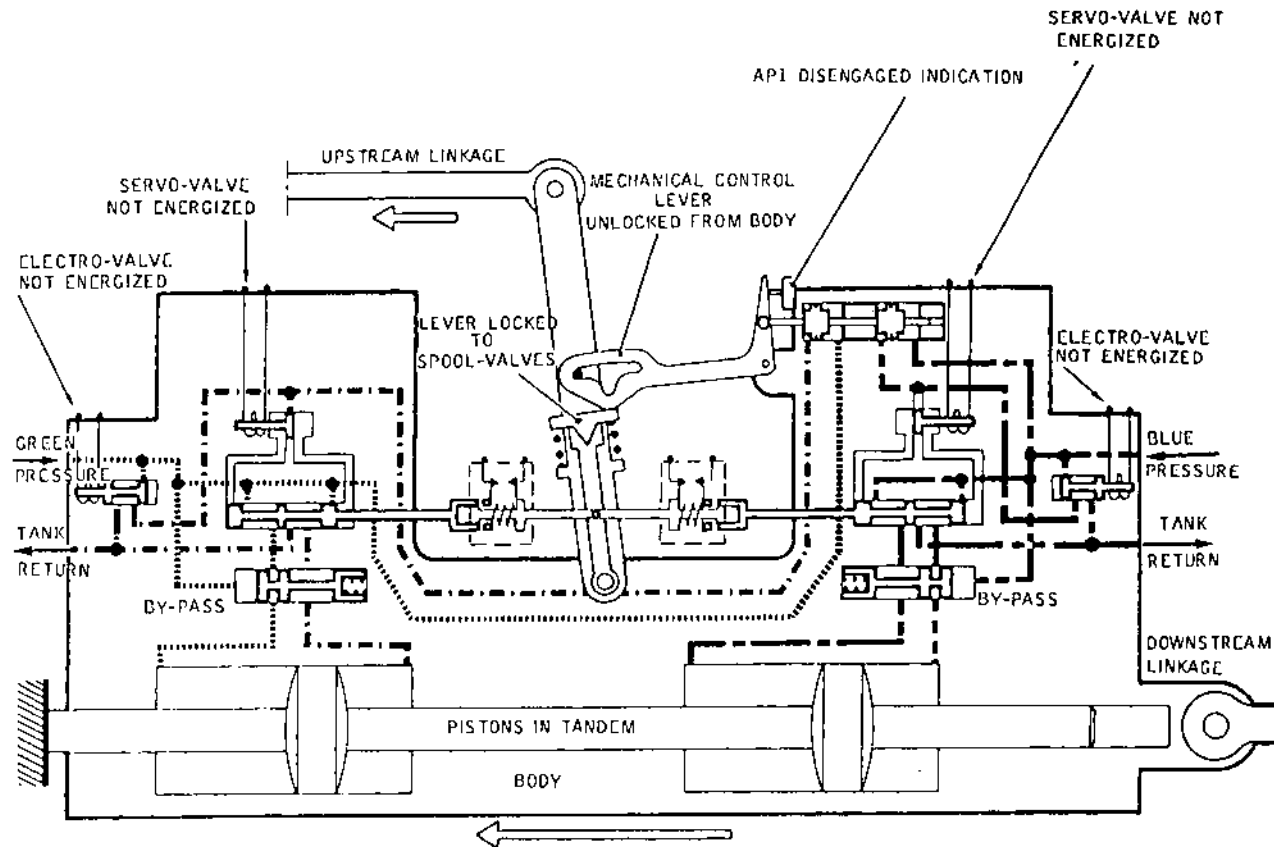 SERVO-VALVE NOT
ENERGIZED
AP1 DISENGAGED INDICATION
UPSTREAM LINKAGE
MECHANICAL CONTROL
LEVER
UNLOCKED FROM BODY
SERVO-VALVE
NOT ENERGIZED
ELECTRO-VALVE
NOT ENERGIZED
LEVER LOCKED
TO
SPOOL-VALVES
ELECTRO-VALVE
NOT ENERGIZED
GREEN
PRESSURE
BLUE
PRESSURE
TANK
RETURN
TANK
RETURN
BY-PASS
BY-PASS
DOWNSTREAM
LINKAGE
PISTONS IN TANDEM
BODY